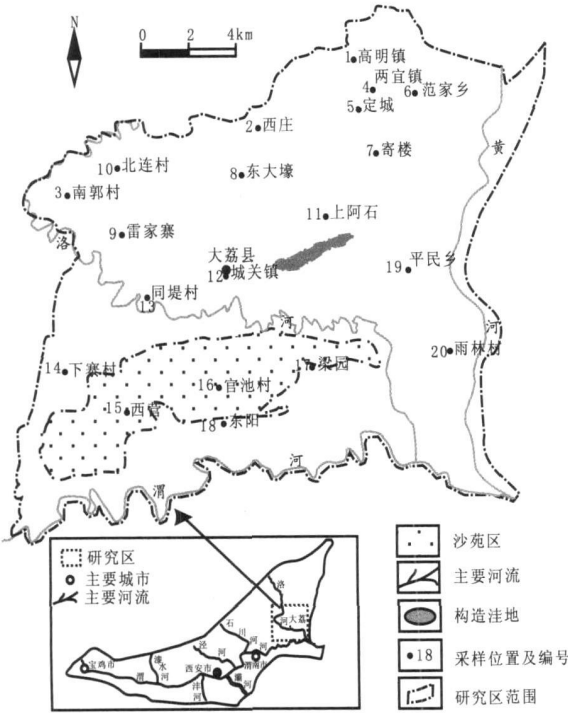 N
0 2 4km
1 高明镇
两宜镇
4
6 范家乡
5 定城
2 西庄
黄
7 寄楼
10 北连村
8 东大壕
3 南郭村
11 上阿石
9 雷家寨
洛
大荔县
12 城关镇
平民乡
19
同堤村
13
河
河
20 雨林村
14 下寨村
17 梁园
16 官池村
15 西营
18 东阳
河
渭
研究区
主要城市
主要河流
洛
河 大荔
石
川
河
泾
河
河
渭南市
宝鸡市
漆
水
河
西安市
渭
沣
河
灞
河
沙苑区
主要河流
构造洼地
18 采样位置及编号
研究区范围